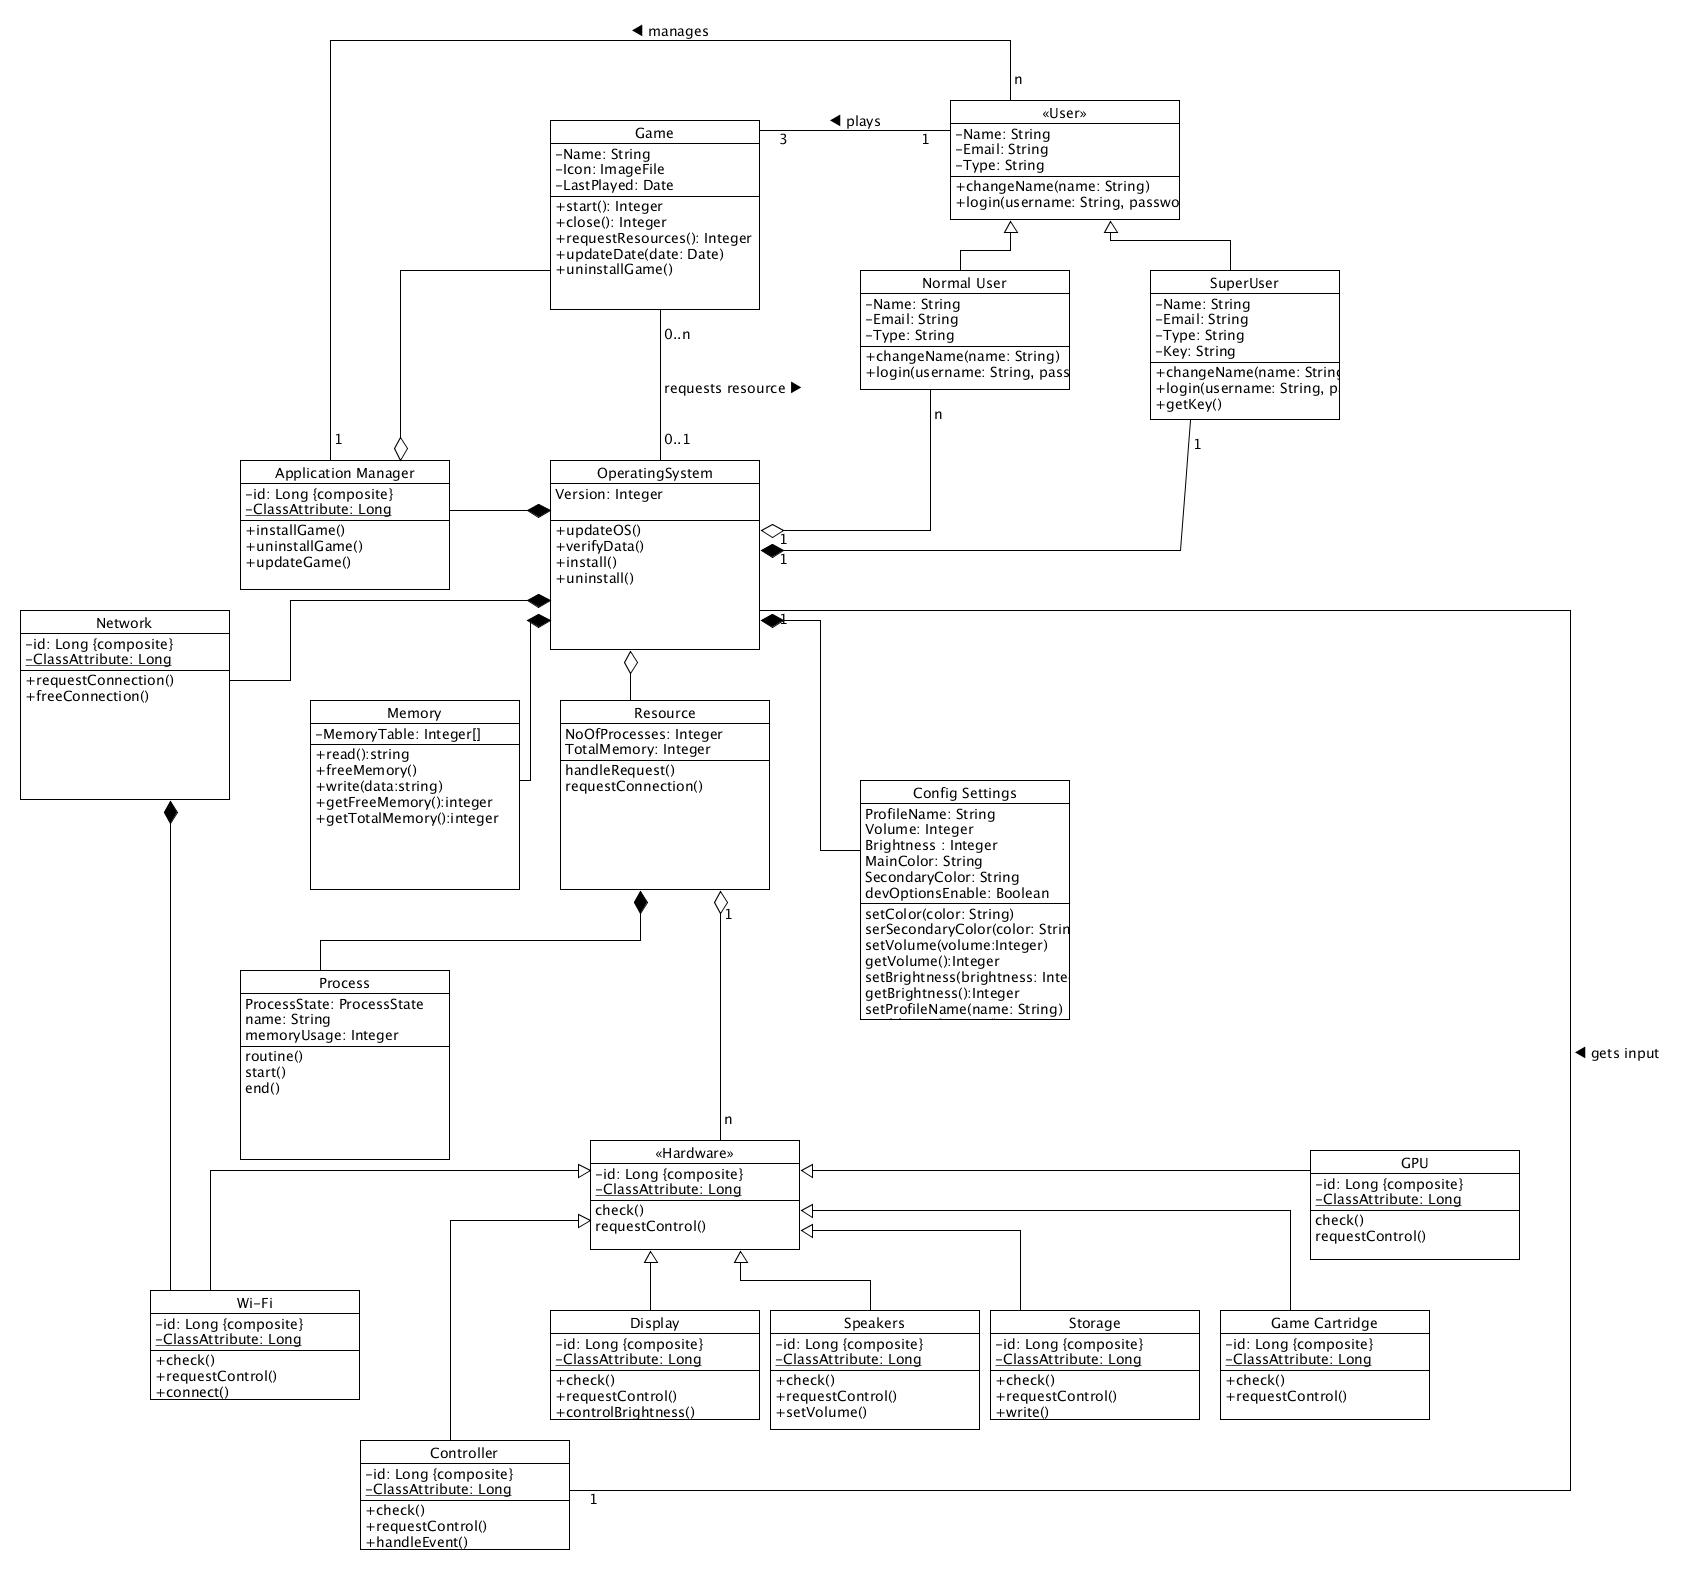 ◀ manages
n
«User»
-Name: String
-Email: String
-Type: String
+changeName(name: String)
+login(username: String, passwo
◀ plays
3
1
Game
-Name: String
-Icon: ImageFile
-LastPlayed: Date
+start(): Integer
+close(): Integer
+requestResources(): Integer
+updateDate(date: Date)
+uninstallGame()
Normal User
-Name: String
-Email: String
-Type: String
+changeName(name: String)
+login(username: String, pass
SuperUser
-Name: String
-Email: String
-Type: String
-Key: String
+changeName(name: String
+login(username: String, p
+getKey()
0..n
requests resource ▶
0..1
n
1
1
Application Manager
-id: Long {composite}
-ClassAttribute: Long
+installGame()
+uninstallGame()
+updateGame()
OperatingSystem
Version: Integer
+updateOS()
+verifyData()
+install()
+uninstall()
1
1
1
Network
-id: Long {composite}
-ClassAttribute: Long
+requestConnection()
+freeConnection()
Memory
-MemoryTable: Integer[]
+read():string
+freeMemory()
+write(data:string)
+getFreeMemory():integer
+getTotalMemory():integer
Resource
NoOfProcesses: Integer
TotalMemory: Integer
handleRequest()
requestConnection()
Config Settings
ProfileName: String
Volume: Integer
Brightness : Integer
MainColor: String
SecondaryColor: String
devOptionsEnable: Boolean
setColor(color: String)
serSecondaryColor(color: Strin
setVolume(volume:Integer)
getVolume():Integer
setBrightness(brightness: Inte
getBrightness():Integer
setProfileName(name: String)
1
Process
ProcessState: ProcessState
name: String
memoryUsage: Integer
routine()
start()
end()
◀ gets input
n
«Hardware»
-id: Long {composite}
-ClassAttribute: Long
check()
requestControl()
GPU
-id: Long {composite}
-ClassAttribute: Long
check()
requestControl()
Wi-Fi
-id: Long {composite}
-ClassAttribute: Long
+check()
+requestControl()
+connect()
Display
-id: Long {composite}
-ClassAttribute: Long
+check()
+requestControl()
+controlBrightness()
Speakers
-id: Long {composite}
-ClassAttribute: Long
+check()
+requestControl()
+setVolume()
Storage
-id: Long {composite}
-ClassAttribute: Long
+check()
+requestControl()
+write()
Game Cartridge
-id: Long {composite}
-ClassAttribute: Long
+check()
+requestControl()
Controller
-id: Long {composite}
-ClassAttribute: Long
+check()
+requestControl()
+handleEvent()
1